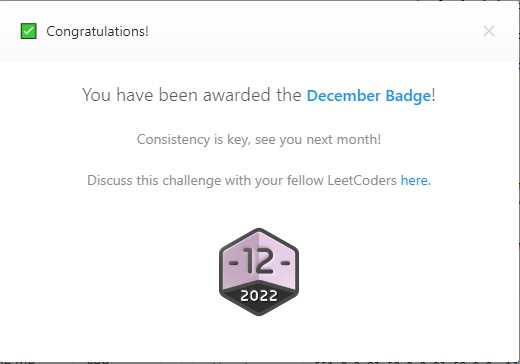 Congratulations!
You have been awarded the December Badge!
Consistency is key, see you next month!
Discuss this challenge with your fellow LeetCoders here.
-12-
2022